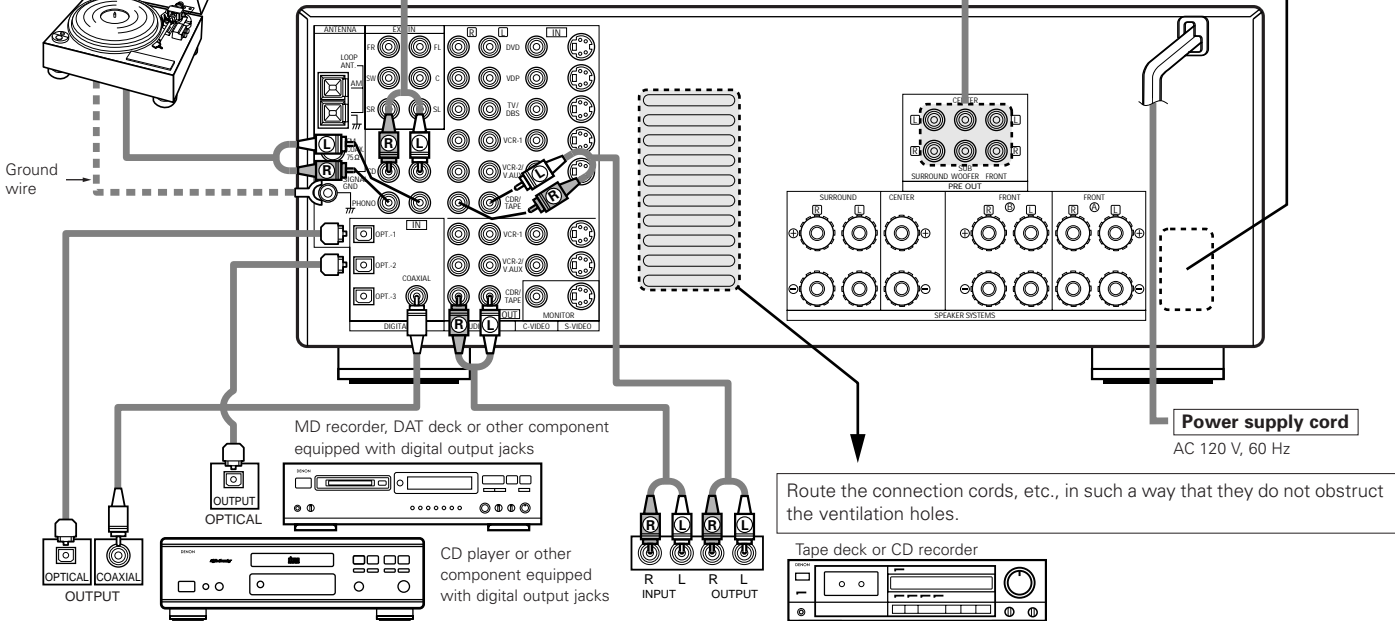 ANTENNA
EXT. IN
R L
IN
LOOP
ANT.
AM
FR FL
SW C
SR SL
DVD
VDP
TV/
DBS
VCR-1
VCR-2/
V.AUX
CDR/
TAPE
75Ω
CD
SIGNAL
GND
PHONO
Ground
wire
L
R
R L
L
R
IN
OPT.-1
OPT.-2
OPT.-3
COAXIAL
VCR-1
VCR-2/
V.AUX
CDR/
TAPE
OUT
MONITOR
R L
C-VIDEO S-VIDEO
CENTER
L L
R R
SURROUND
SUB
WOOFER
FRONT
PRE OUT
SURROUND
R L
CENTER
FRONT
R B L
FRONT
R A L
⊕ ⊕ ⊕ ⊕
⊖ ⊖ ⊖ ⊖
SPEAKER SYSTEMS
Power supply cord
AC 120 V, 60 Hz
Route the connection cords, etc., in such a way that they do not obstruct
the ventilation holes.
MD recorder, DAT deck or other component
equipped with digital output jacks
DENON
OUTPUT
OPTICAL
OPTICAL COAXIAL
OUTPUT
DENON
CD player or other
component equipped
with digital output jacks
R L R L
R L R L
INPUT OUTPUT
Tape deck or CD recorder
DENON